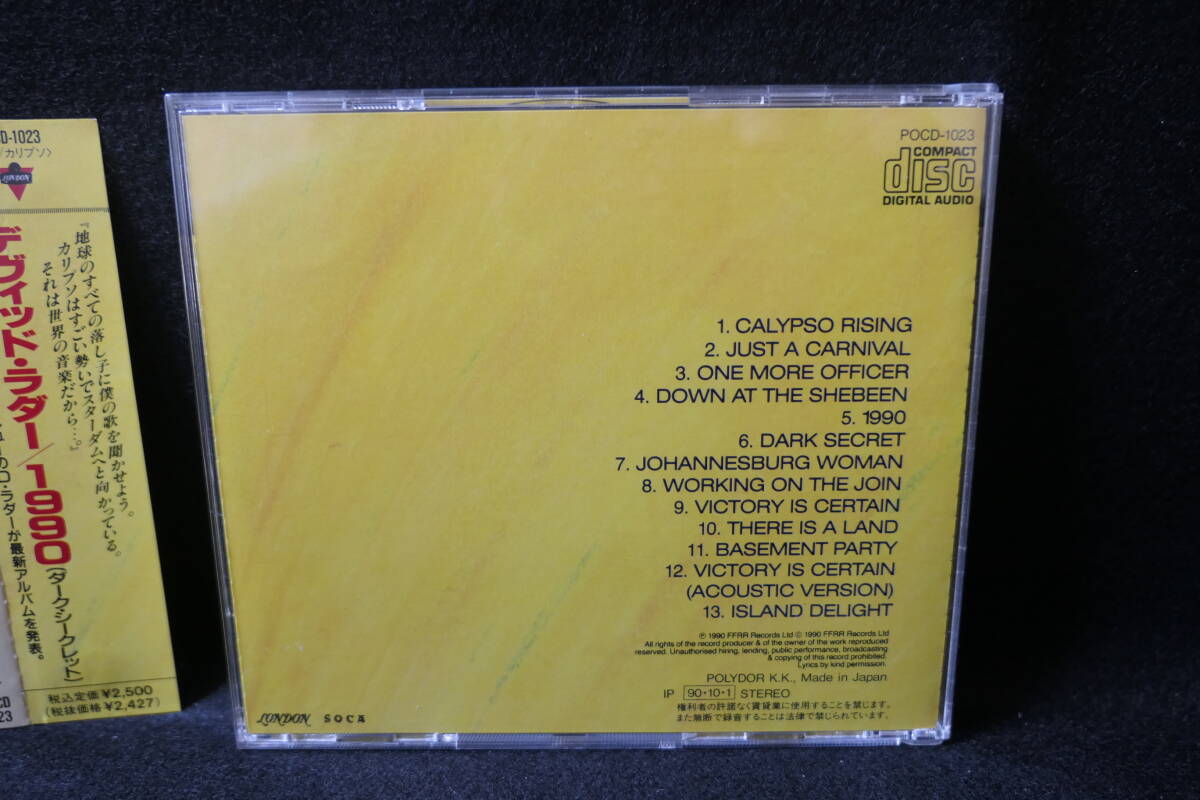 D-1023
/カリプソ〉
LONDON
『地球のすべての落し子に僕の歌を聞かせよう。
カリプソはすごい勢いでスターダムへと向かっている。
それは世界の音楽だから…。』
デヴィッド・ラダー/1990(ダーク・シークレット)
ロ・ラダーが最新アルバムを発表。
税込定価¥2,500
(税抜価格¥2,427)
CD
23
POCD-1023
COMPACT
disc
DIGITAL AUDIO
1. CALYPSO RISING
2. JUST A CARNIVAL
3. ONE MORE OFFICER
4. DOWN AT THE SHEBEEN
5. 1990
6. DARK SECRET
7. JOHANNESBURG WOMAN
8. WORKING ON THE JOIN
9. VICTORY IS CERTAIN
10. THERE IS A LAND
11. BASEMENT PARTY
12. VICTORY IS CERTAIN
(ACOUSTIC VERSION)
13. ISLAND DELIGHT
℗ 1990 FFRR Records Ltd © 1990 FFRR Records Ltd
All rights of the record producer & of the owner of the work reproduced
reserved. Unauthorised hiring, lending, public performance, broadcasting
& copying of this record prohibited.
Lyrics by kind permission.
POLYDOR K.K., Made in Japan
IP 90・10・1 STEREO
権利者の許諾なく賃貸業に使用することを禁じます。
また無断で録音することは法律で禁じられています。
LONDON SOCA